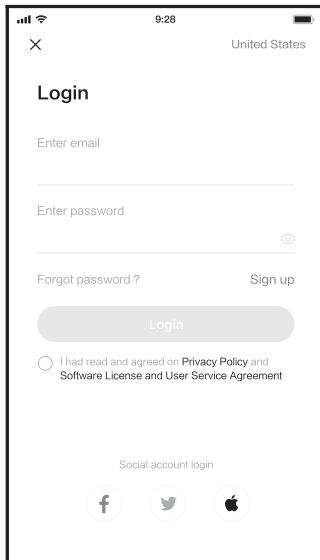 9:28
United States
Login
Enter email
Enter password
Forgot password ?
Sign up
Login
I had read and agreed on Privacy Policy and
Software License and User Service Agreement
Social account login